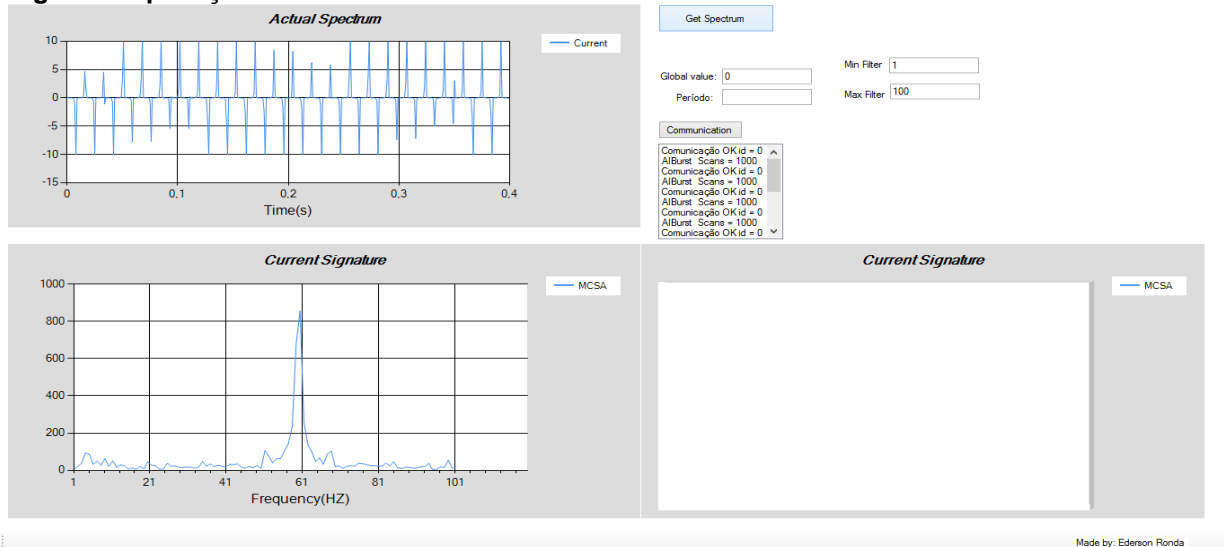 Actual Spectrum
Current
10
5
0
-5
-10
-15
0
0,1
0,2
0,3
0,4
Time(s)
Get Spectrum
Global value: 0
Período:
Min Filter 1
Max Filter 100
Communication
Comunicação OK id = 0
AIBurst Scans = 1000
Comunicação OK id = 0
AIBurst Scans = 1000
Comunicação OK id = 0
AIBurst Scans = 1000
Comunicação OK id = 0
AIBurst Scans = 1000
Comunicação OK id = 0
Current Signature
MCSA
1000
800
600
400
200
0
1
21
41
61
81
101
Frequency(HZ)
Current Signature
MCSA
Made by: Ederson Ronda